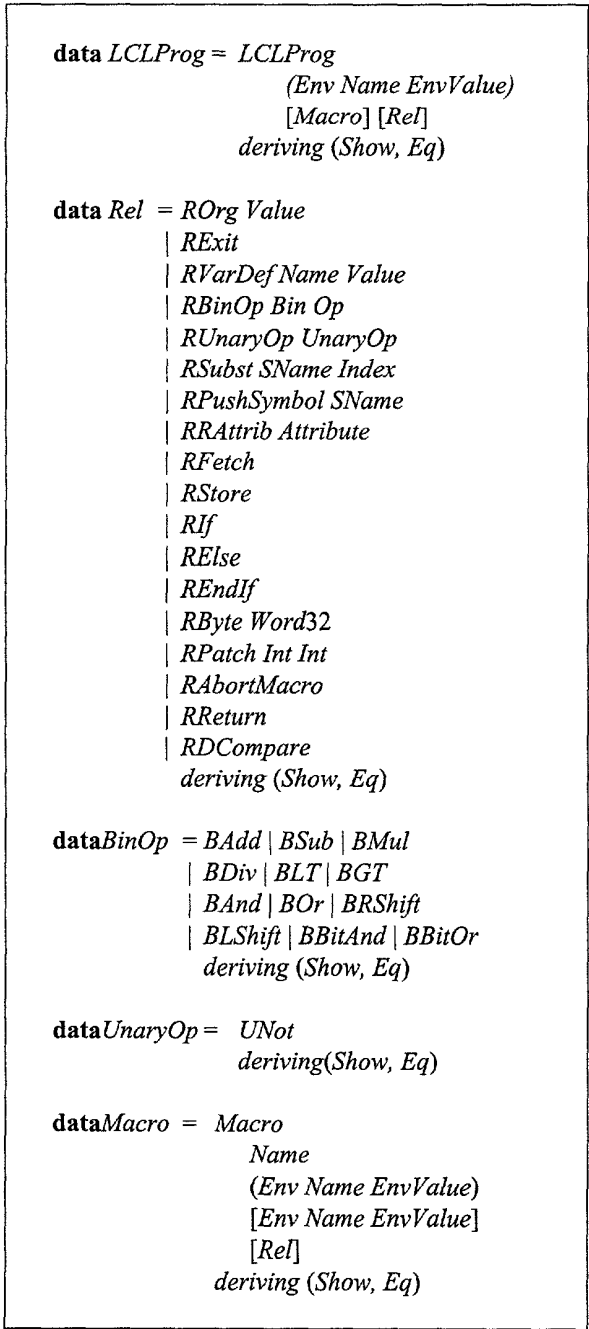 data LCLProg = LCLProg
(Env Name EnvValue)
[Macro] [Rel]
deriving (Show, Eq)
data Rel = ROrg Value
| RExit
| RVarDef Name Value
| RBinOp Bin Op
| RUnaryOp UnaryOp
| RSubst SName Index
| RPushSymbol SName
| RRAttrib Attribute
| RFetch
| RStore
| RIf
| RElse
| REndIf
| RByte Word32
| RPatch Int Int
| RAbortMacro
| RReturn
| RDCompare
deriving (Show, Eq)
dataBinOp = BAdd | BSub | BMul
| BDiv | BLT | BGT
| BAnd | BOr | BRShift
| BLShift | BBitAnd | BBitOr
deriving (Show, Eq)
dataUnaryOp = UNot
deriving(Show, Eq)
dataMacro = Macro
Name
(Env Name EnvValue)
[Env Name EnvValue]
[Rel]
deriving (Show, Eq)